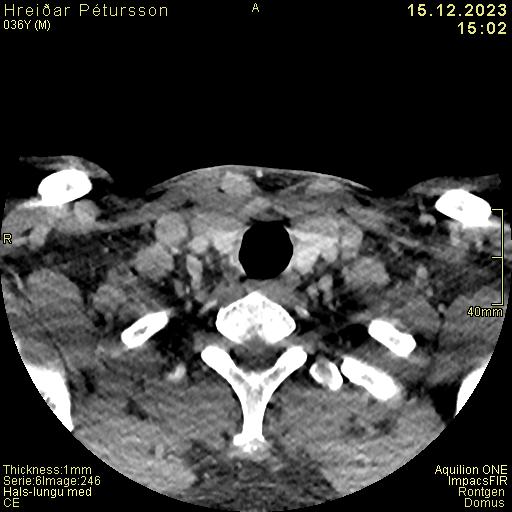 Hreiðar Pétursson
036Y (M)
A
15.12.2023
15:02
R
40mm
Thickness:1mm
Serie:6Image:246
Hals-lungu med
CE
Aquilion ONE
ImpacsFIR
Rontgen
Domus